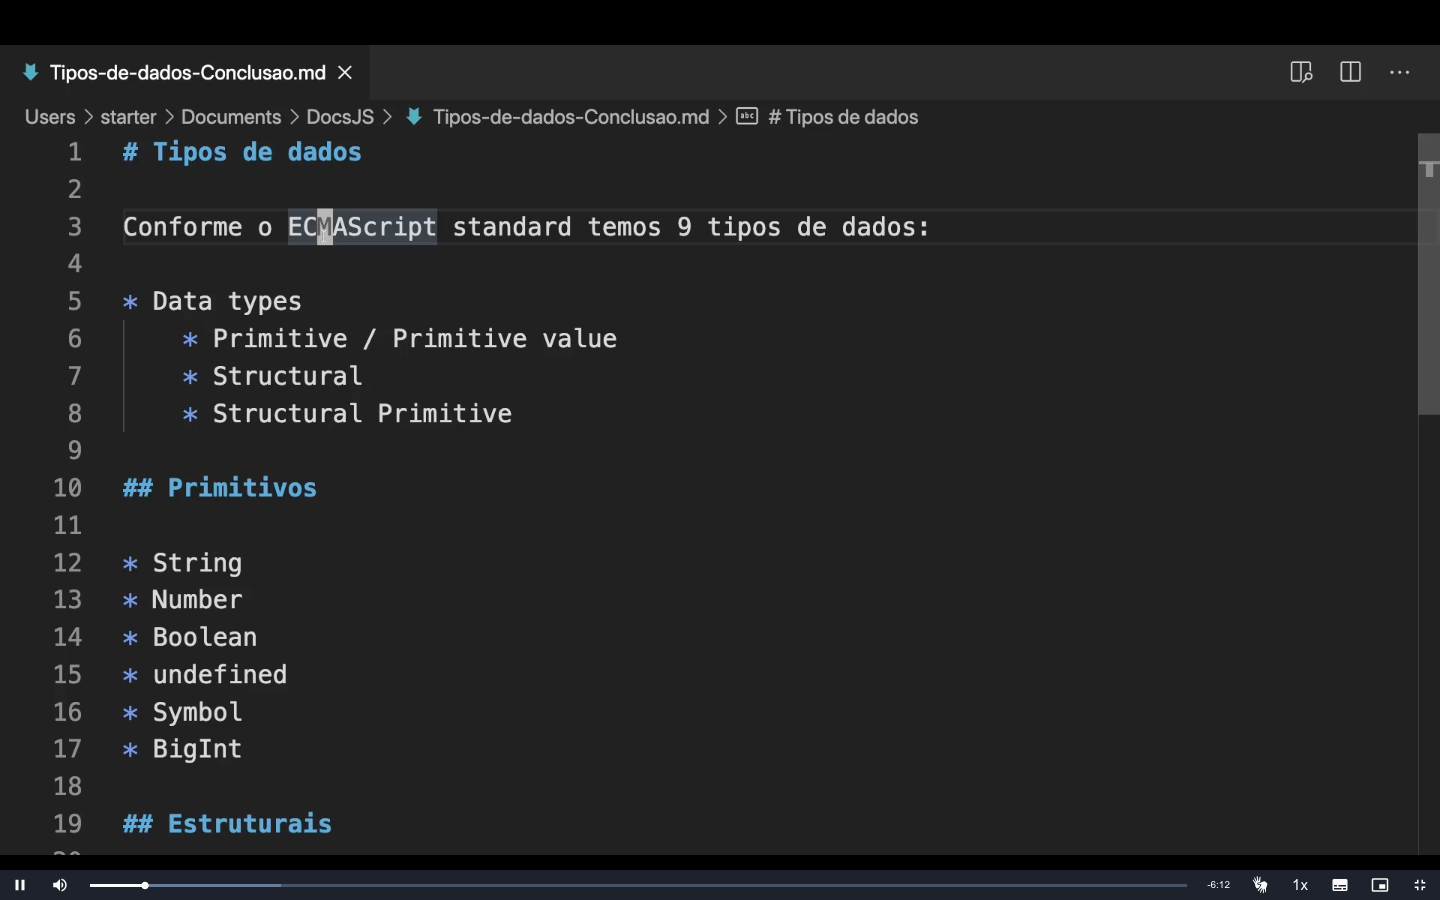 Tipos-de-dados-Conclusao.md
Users > starter > Documents > DocsJS > Tipos-de-dados-Conclusao.md > abc # Tipos de dados
1 # Tipos de dados
2
3 Conforme o ECMAScript standard temos 9 tipos de dados:
4
5 * Data types
6 * Primitive / Primitive value
7 * Structural
8 * Structural Primitive
9
10 ## Primitivos
11
12 * String
13 * Number
14 * Boolean
15 * undefined
16 * Symbol
17 * BigInt
18
19 ## Estruturais
-6:12 1x